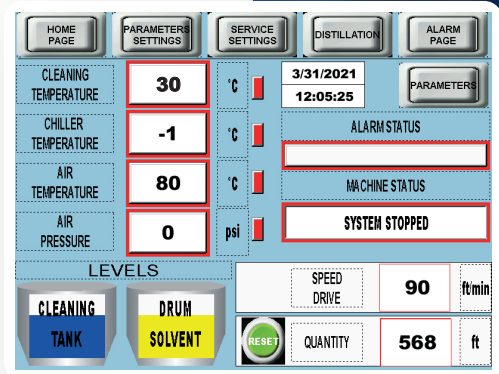 HOME
PAGE
PARAMETERS
SETTINGS
SERVICE
SETTINGS
DISTILLATION
ALARM
PAGE
CLEANING
TEMPERATURE
30
°C
3/31/2021
12:05:25
PARAMETERS
CHILLER
TEMPERATURE
-1
°C
ALARM STATUS
AIR
TEMPERATURE
80
°C
MACHINE STATUS
AIR
PRESSURE
0
psi
SYSTEM STOPPED
LEVELS
CLEANING
TANK
DRUM
SOLVENT
SPEED
DRIVE
90
ft/min
RESET
QUANTITY
568
ft